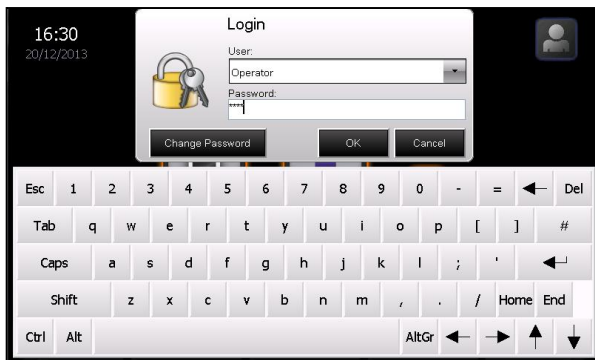 16:30
20/12/2013
Login
User:
Operator
Password:
****
Change Password
OK
Cancel
Esc 1 2 3 4 5 6 7 8 9 0 - = ← Del
Tab q w e r t y u i o p [ ] #
Caps a s d f g h j k l ; ' ↵
Shift z x c v b n m , . / Home End
Ctrl Alt AltGr ← → ↑ ↓